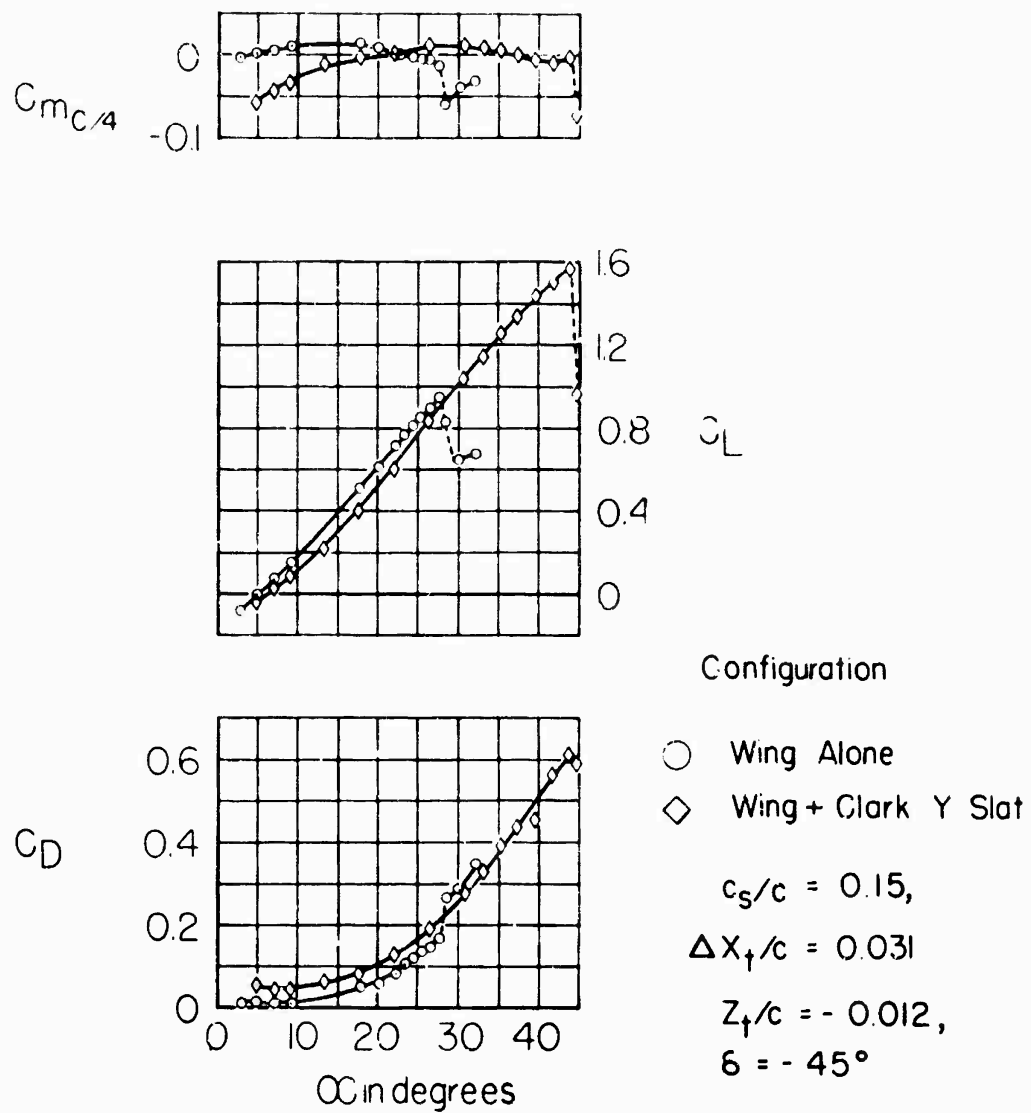 0
Cmc/4
-0.1
1.6
1.2
0.8
CL
0.4
0
Configuration
0.6
○ Wing Alone
◇ Wing + Clark Y Slat
CD
0.4
cs/c = 0.15,
0.2
ΔXt/c = 0.031
0
Zt/c = - 0.012,
0 10 20 30 40
δ = - 45°
α in degrees